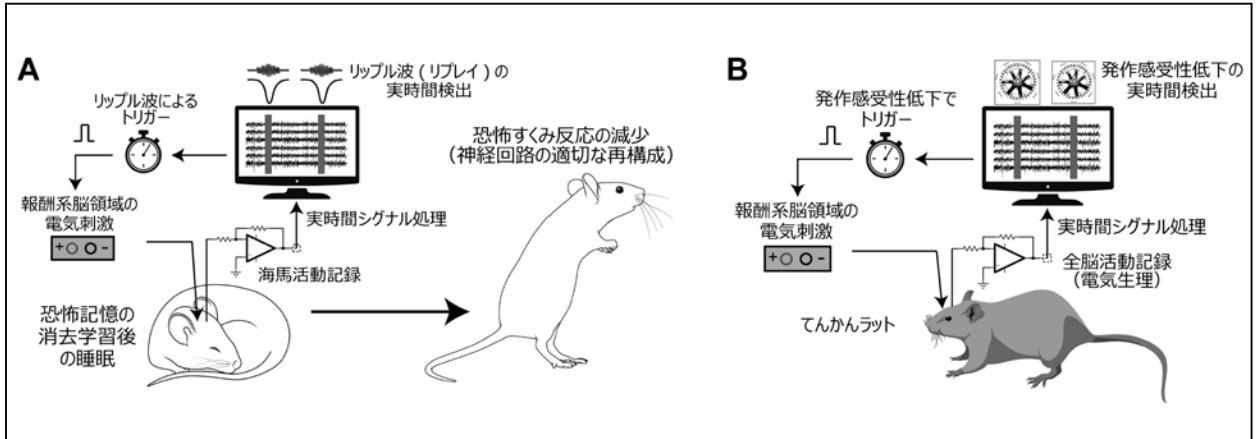 A
リップル波(リプレイ)の
実時間検出
リップル波による
トリガー
恐怖すくみ反応の減少
(神経回路の適切な再構成)
報酬系脳領域の
電気刺激
+ -
実時間シグナル処理
海馬活動記録
恐怖記憶の
消去学習後
の睡眠
B
発作感受性低下の
実時間検出
発作感受性低下で
トリガー
報酬系脳領域の
電気刺激
+ -
実時間シグナル処理
全脳活動記録
(電気生理)
てんかんラット